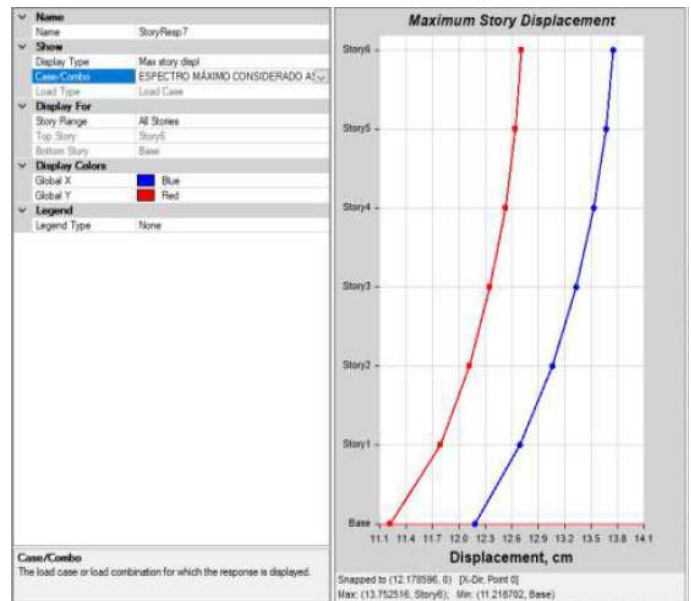 Name
Name StoryResp7
Show
Display Type Max story displ
Case/Combo ESPECTRO MÁXIMO CONSIDERADO AS
Load Type Load Case
Display For
Story Range All Stories
Top Story Story6
Bottom Story Base
Display Colors
Global X Blue
Global Y Red
Legend
Legend Type None
Case/Combo
The load case or load combination for which the response is displayed.
Maximum Story Displacement
Story6
Story5
Story4
Story3
Story2
Story1
Base
11.1 11.4 11.7 12.0 12.3 12.6 12.9 13.2 13.5 13.8 14.1
Displacement, cm
Snapped to (12.178596, 0) [X-Dir, Point 0]
Max: (13.752516, Story6); Min: (11.218702, Base)